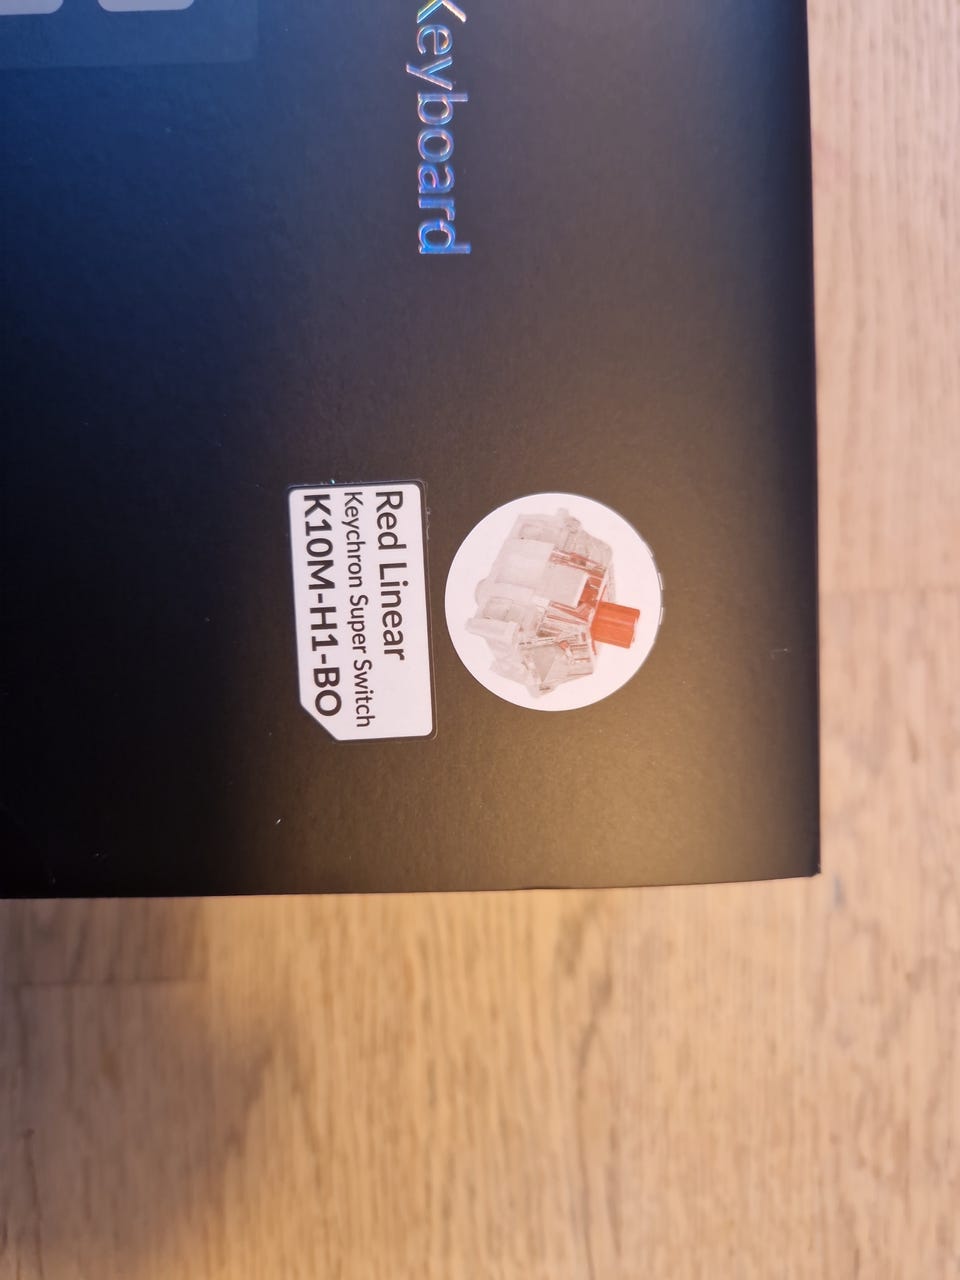 Keyboard
Red Linear
Keychron Super Switch
K10M-H1-BO